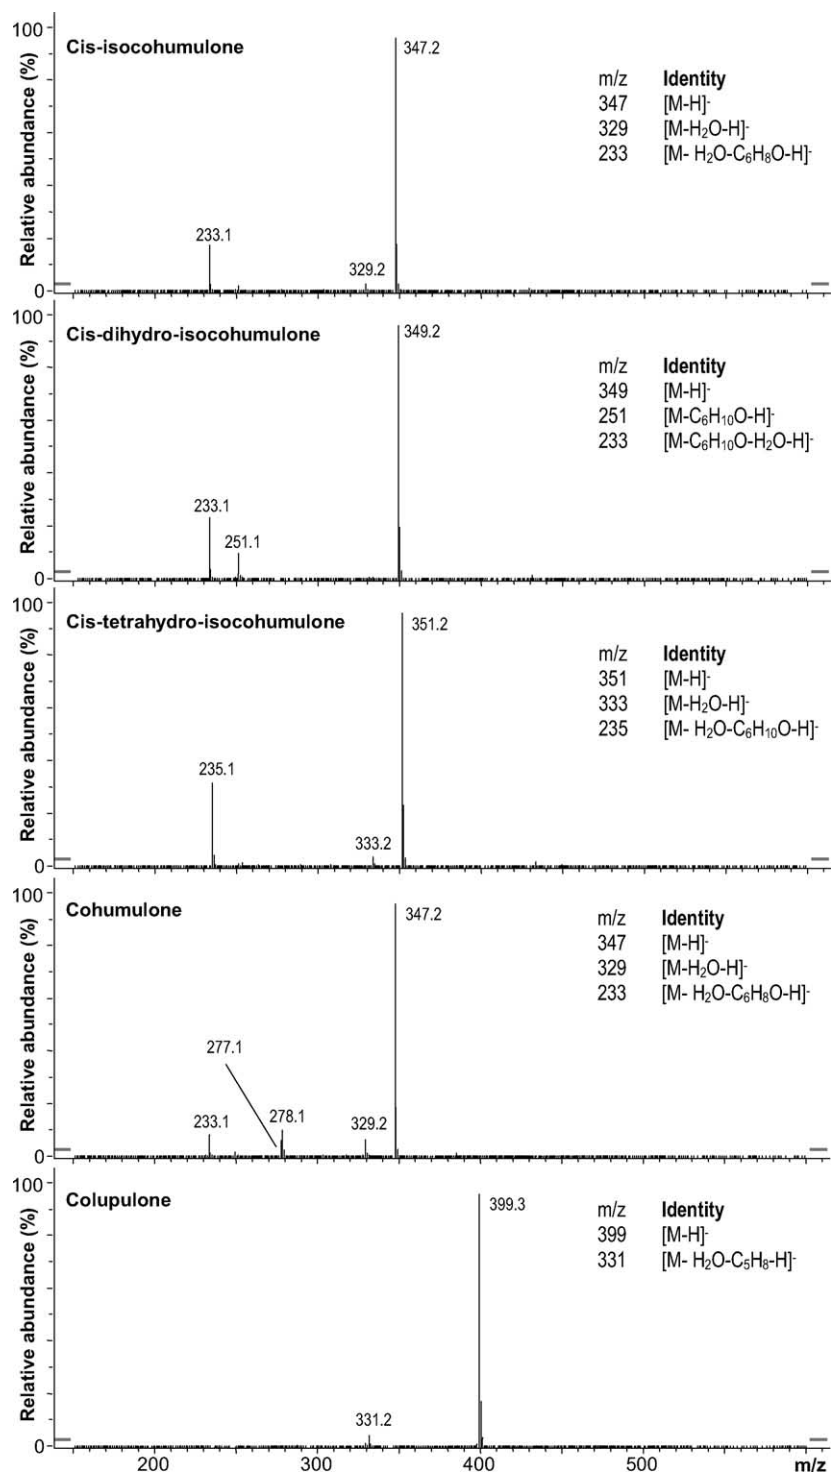 Relative abundance (%)
100
0
Cis-isocohumulone
347.2
233.1
329.2
m/z Identity
347 [M-H]⁻
329 [M-H₂O-H]⁻
233 [M- H₂O-C₆H₈O-H]⁻
Relative abundance (%)
100
0
Cis-dihydro-isocohumulone
349.2
233.1
251.1
m/z Identity
349 [M-H]⁻
251 [M-C₆H₁₀O-H]⁻
233 [M-C₆H₁₀O-H₂O-H]⁻
Relative abundance (%)
100
0
Cis-tetrahydro-isocohumulone
351.2
235.1
333.2
m/z Identity
351 [M-H]⁻
333 [M-H₂O-H]⁻
235 [M- H₂O-C₆H₁₀O-H]⁻
Relative abundance (%)
100
0
Cohumulone
347.2
277.1
233.1
278.1
329.2
m/z Identity
347 [M-H]⁻
329 [M-H₂O-H]⁻
233 [M- H₂O-C₆H₈O-H]⁻
Relative abundance (%)
100
0
Colupulone
399.3
331.2
m/z Identity
399 [M-H]⁻
331 [M- H₂O-C₅H₈-H]⁻
200 300 400 500 m/z